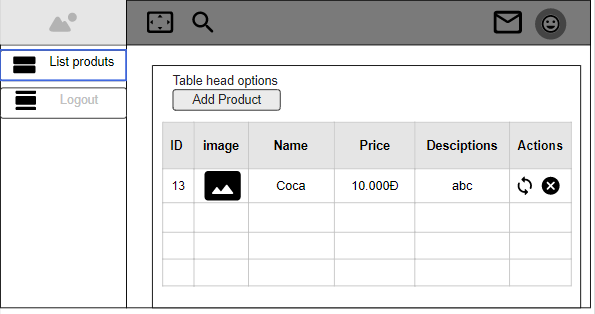 List produts
Logout
Table head options
Add Product
ID image Name Price Desciptions Actions
13 Coca 10.000Đ abc